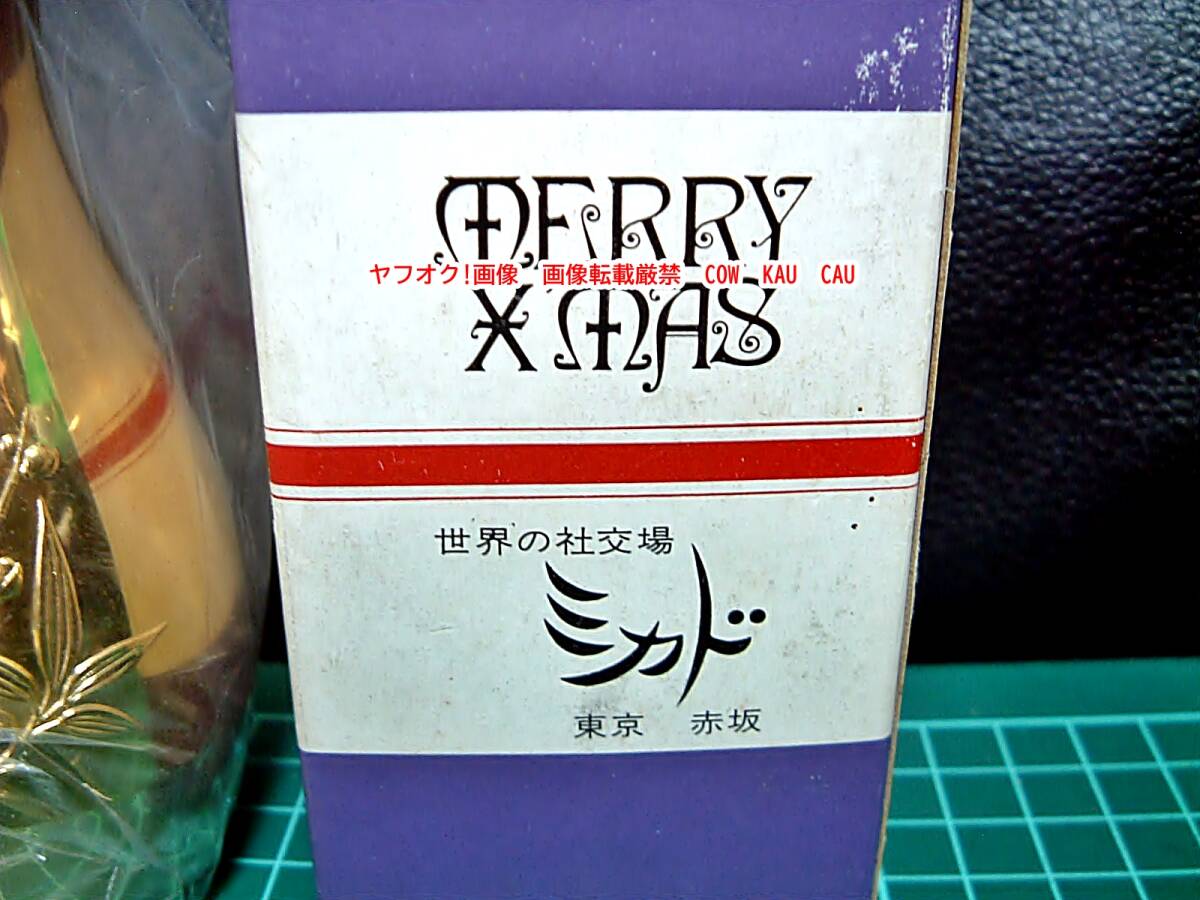 MERRY
ヤフオク!画像　画像転載厳禁　COW　KAU　CAU
XMAS
世界の社交場
ミカド
東京　赤坂